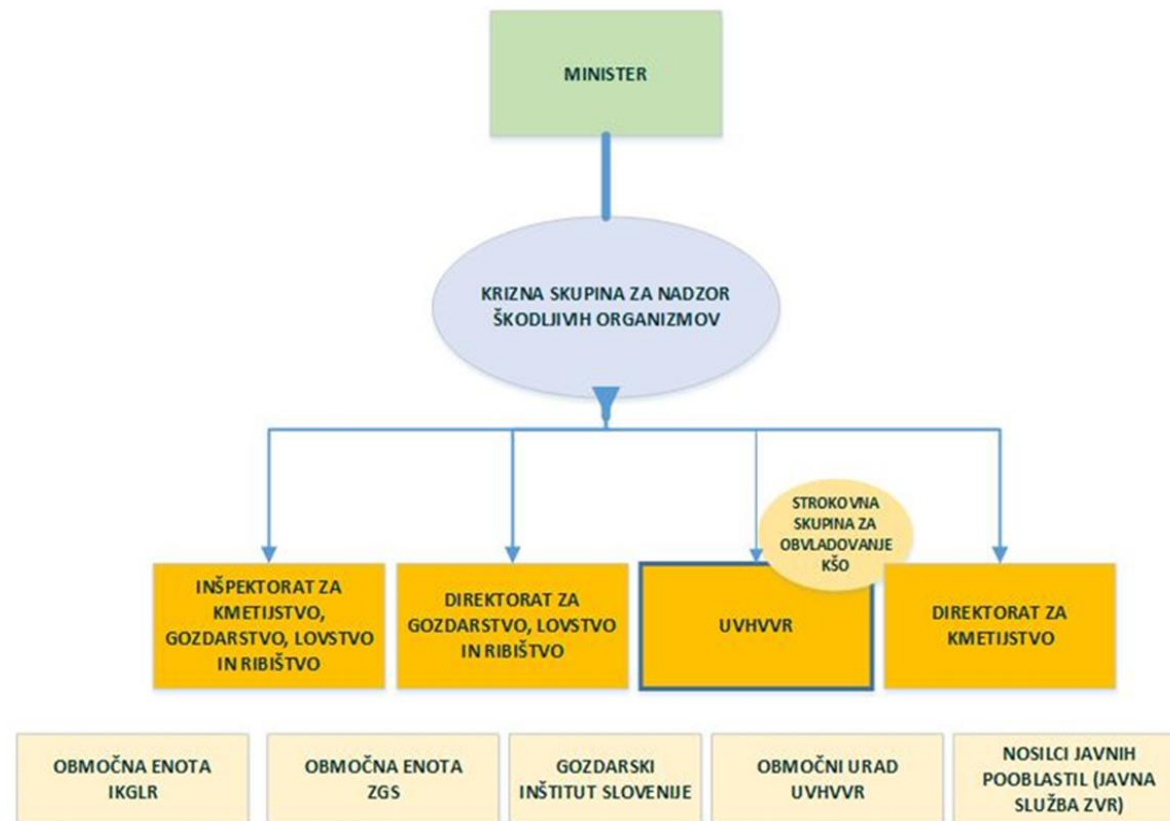 MINISTER
KRIZNA SKUPINA ZA NADZOR
ŠKODLJIVIH ORGANIZMOV
STROKOVNA
SKUPINA ZA
OBVLADOVANJE
KŠO
INŠPEKTORAT ZA
KMETIJSTVO,
GOZDARSTVO, LOVSTVO
IN RIBIŠTVO
DIREKTORAT ZA
GOZDARSTVO, LOVSTVO
IN RIBIŠTVO
UVHVVR
DIREKTORAT ZA
KMETIJSTVO
OBMOČNA ENOTA
IKGLR
OBMOČNA ENOTA
ZGS
GOZDARSKI
INŠTITUT SLOVENIJE
OBMOČNI URAD
UVHVVR
NOSILCI JAVNIH
POOBLASTIL (JAVNA
SLUŽBA ZVR)